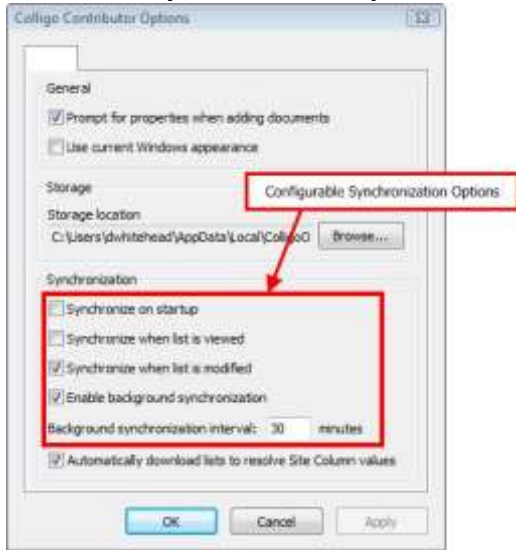 Colligo Contributor Options
General
Prompt for properties when adding documents
Use current Windows appearance
Storage
Configurable Synchronization Options
Storage location
C:\Users\dwhitehead\AppData\Local\ColligoO
Browse...
Synchronization
Synchronize on startup
Synchronize when list is viewed
Synchronize when list is modified
Enable background synchronization
Background synchronization interval: 30 minutes
Automatically download lists to resolve Site Column values
OK Cancel Apply